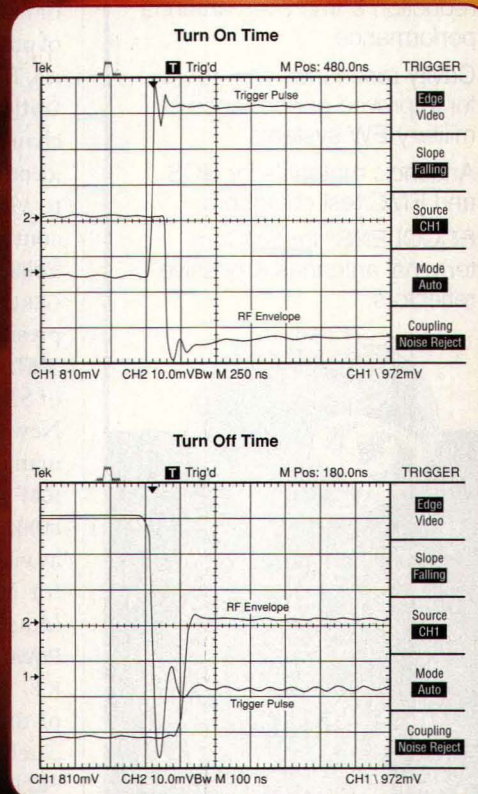 Turn On Time
Tek T Trig'd M Pos: 480.0ns TRIGGER
Trigger Pulse
Edge
Video
Slope
Falling
2→
Source
CH1
1→
Mode
Auto
RF Envelope
Coupling
Noise Reject
CH1 810mV CH2 10.0mVBw M 250 ns CH1 \ 972mV
Turn Off Time
Tek T Trig'd M Pos: 180.0ns TRIGGER
Edge
Video
Slope
Falling
RF Envelope
2→
Source
CH1
1→
Mode
Auto
Trigger Pulse
Coupling
Noise Reject
CH1 810mV CH2 10.0mVBw M 100 ns CH1 \ 972mV